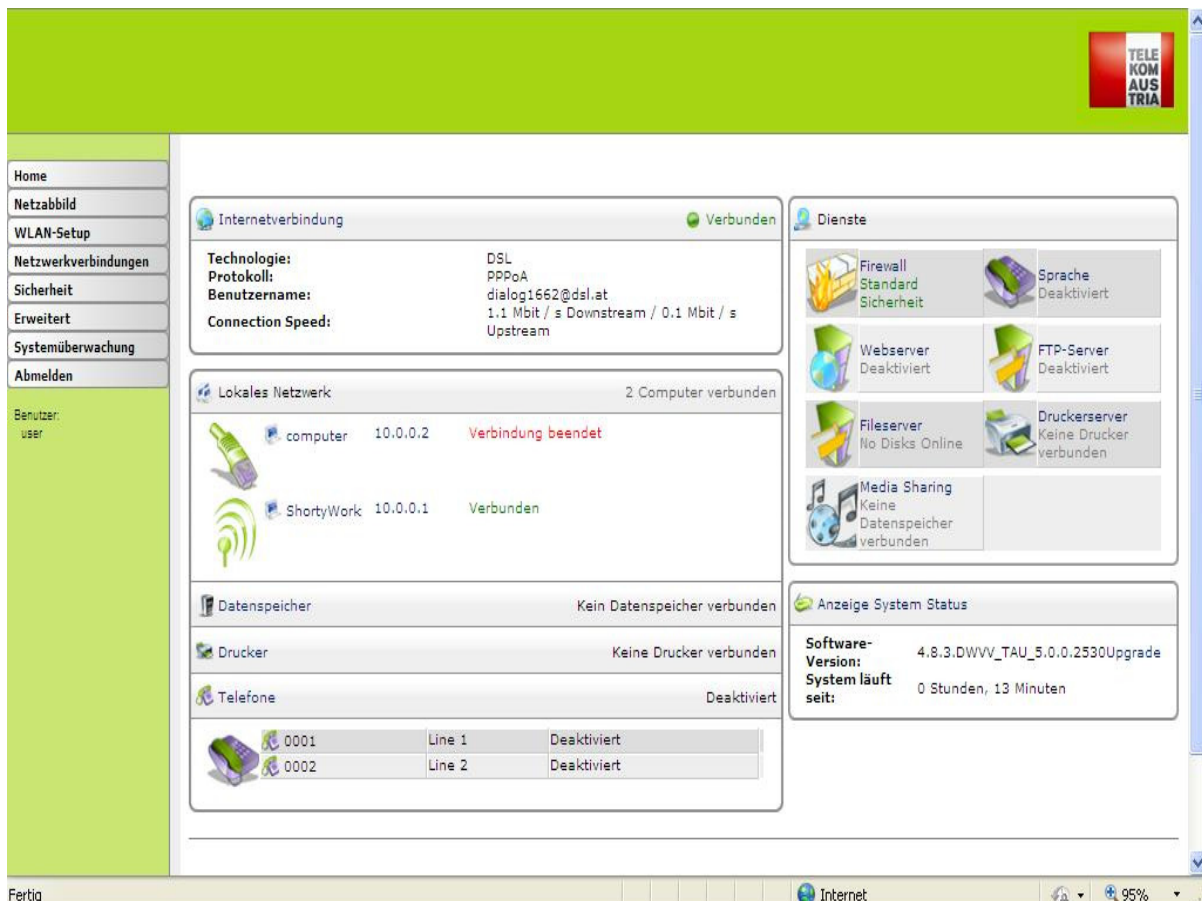 TELE
KOM
AUS
TRIA
Home
Netzabbild
WLAN-Setup
Netzwerkverbindungen
Sicherheit
Erweitert
Systemüberwachung
Abmelden
Benutzer:
user
Internetverbindung Verbunden
Technologie: DSL
Protokoll: PPPoA
Benutzername: dialog1662@dsl.at
Connection Speed: 1.1 Mbit / s Downstream / 0.1 Mbit / s
Upstream
Lokales Netzwerk 2 Computer verbunden
computer 10.0.0.2 Verbindung beendet
ShortyWork 10.0.0.1 Verbunden
Datenspeicher Kein Datenspeicher verbunden
Drucker Keine Drucker verbunden
Telefone Deaktiviert
0001 Line 1 Deaktiviert
0002 Line 2 Deaktiviert
Dienste
Firewall
Standard
Sicherheit
Sprache
Deaktiviert
Webserver
Deaktiviert
FTP-Server
Deaktiviert
Fileserver
No Disks Online
Druckerserver
Keine Drucker
verbunden
Media Sharing
Keine
Datenspeicher
verbunden
Anzeige System Status
Software-
Version: 4.8.3.DWVV_TAU_5.0.0.2530Upgrade
System läuft
seit: 0 Stunden, 13 Minuten
Fertig Internet 95%